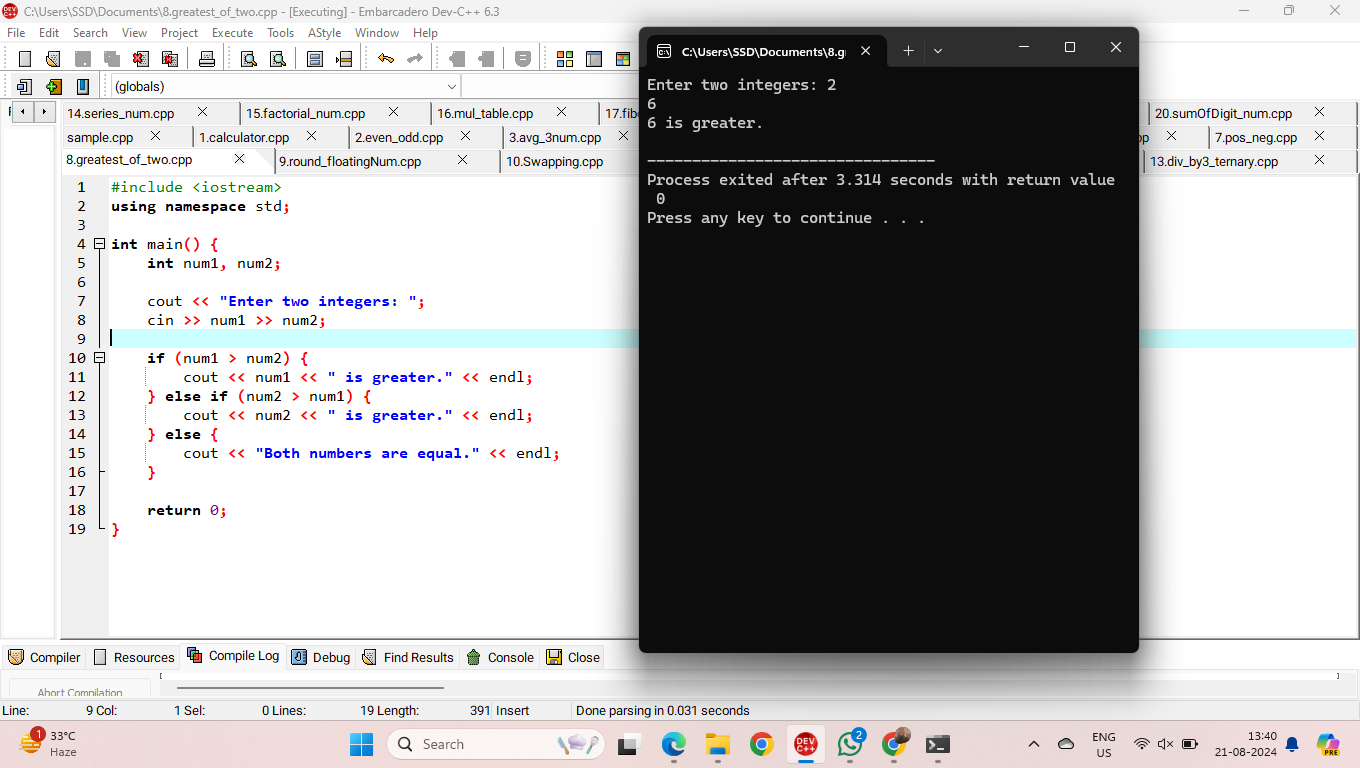 C:\Users\SSD\Documents\8.greatest_of_two.cpp - [Executing] - Embarcadero Dev-C++ 6.3
File Edit Search View Project Execute Tools AStyle Window Help
(globals)
14.series_num.cpp 15.factorial_num.cpp 16.mul_table.cpp 20.sumOfDigit_num.cpp
sample.cpp 1.calculator.cpp 2.even_odd.cpp 3.avg_3num.cpp 7.pos_neg.cpp
8.greatest_of_two.cpp 9.round_floatingNum.cpp 10.Swapping.cpp 13.div_by3_ternary.cpp
1 #include <iostream>
2 using namespace std;
3
4 int main() {
5 int num1, num2;
6
7 cout << "Enter two integers: ";
8 cin >> num1 >> num2;
9
10 if (num1 > num2) {
11 cout << num1 << " is greater." << endl;
12 } else if (num2 > num1) {
13 cout << num2 << " is greater." << endl;
14 } else {
15 cout << "Both numbers are equal." << endl;
16 }
17
18 return 0;
19 }
C:\Users\SSD\Documents\8.g
Enter two integers: 2
6
6 is greater.
--------------------------------
Process exited after 3.314 seconds with return value
0
Press any key to continue . . .
Compiler Resources Compile Log Debug Find Results Console Close
Abort Compilation
Line: 9 Col: 1 Sel: 0 Lines: 19 Length: 391 Insert Done parsing in 0.031 seconds
1
33°C
Haze
Search
DEV C++
2
ENG
US
13:40
21-08-2024
PRE